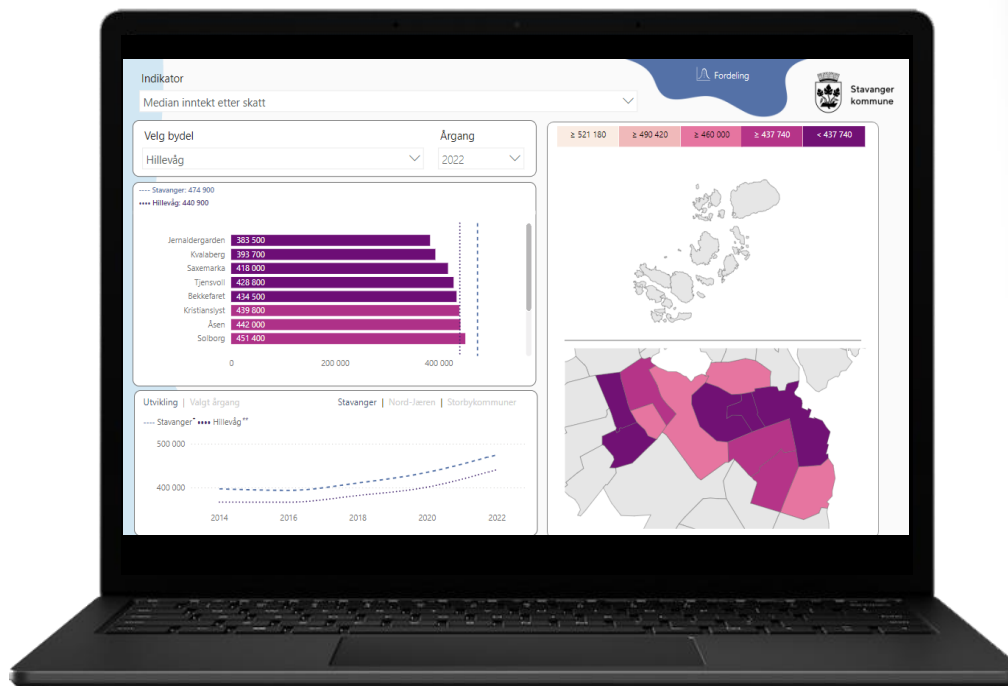 Indikator
Median inntekt etter skatt
Fordeling
Stavanger
kommune
Velg bydel
Årgang
Hillevåg
2022
---- Stavanger: 474 900
•••• Hillevåg: 440 900
Jernaldergarden 383 500
Kvalaberg 393 700
Saxemarka 418 000
Tjensvoll 428 800
Bekkefaret 434 500
Kristianslyst 439 800
Åsen 442 000
Solborg 451 400
0 200 000 400 000
Utvikling | Valgt årgang
Stavanger | Nord-Jæren | Storbykommuner
---- Stavanger* •••• Hillevåg**
500 000
400 000
2014 2016 2018 2020 2022
≥ 521 180 ≥ 490 420 ≥ 460 000 ≥ 437 740 < 437 740